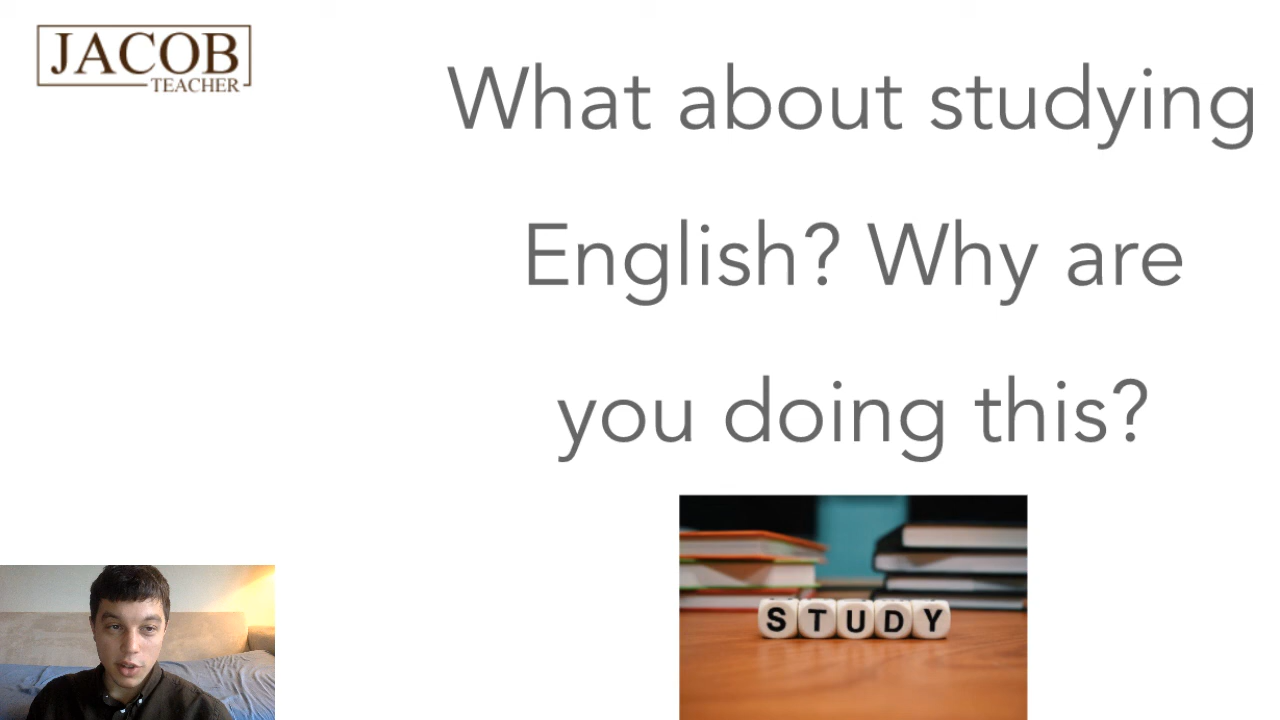 JACOB
TEACHER
What about studying
English? Why are
you doing this?
STUDY